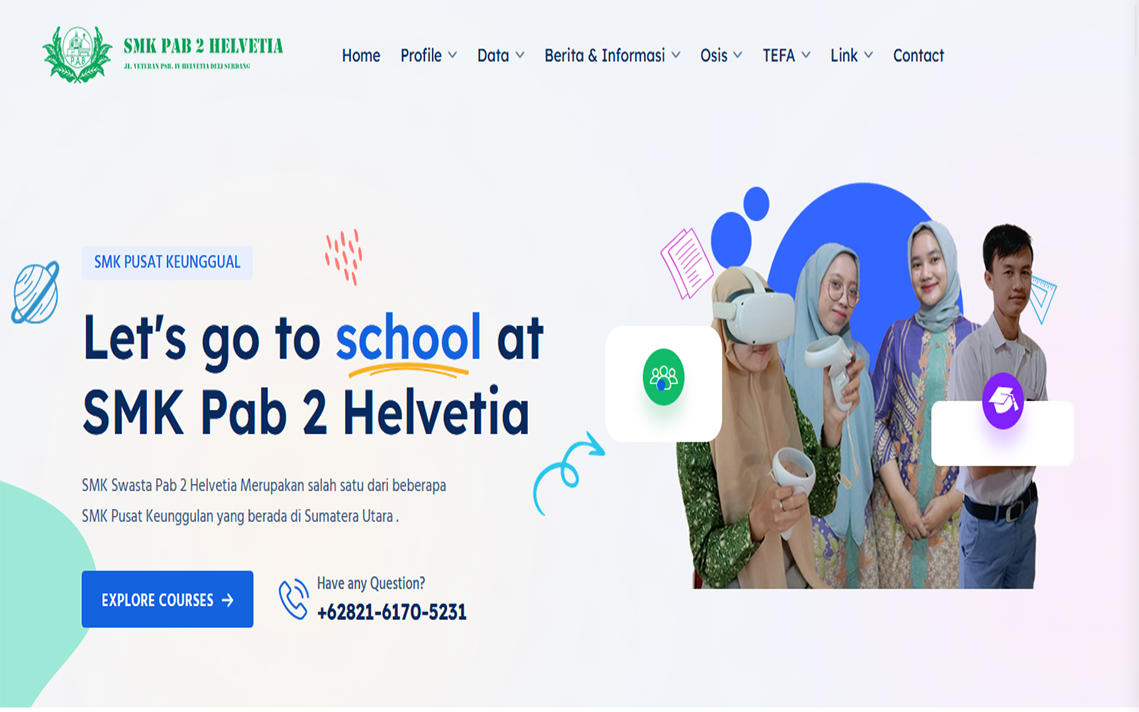 SMK PAB 2 HELVETIA
JL. VETERAN PSR. IV HELVETIA DELI SERDANG
PAB
Home Profile Data Berita & Informasi Osis TEFA Link Contact
SMK PUSAT KEUNGGUAL
Let's go to school at
SMK Pab 2 Helvetia
SMK Swasta Pab 2 Helvetia Merupakan salah satu dari beberapa
SMK Pusat Keunggulan yang berada di Sumatera Utara .
EXPLORE COURSES →
Have any Question?
+62821-6170-5231